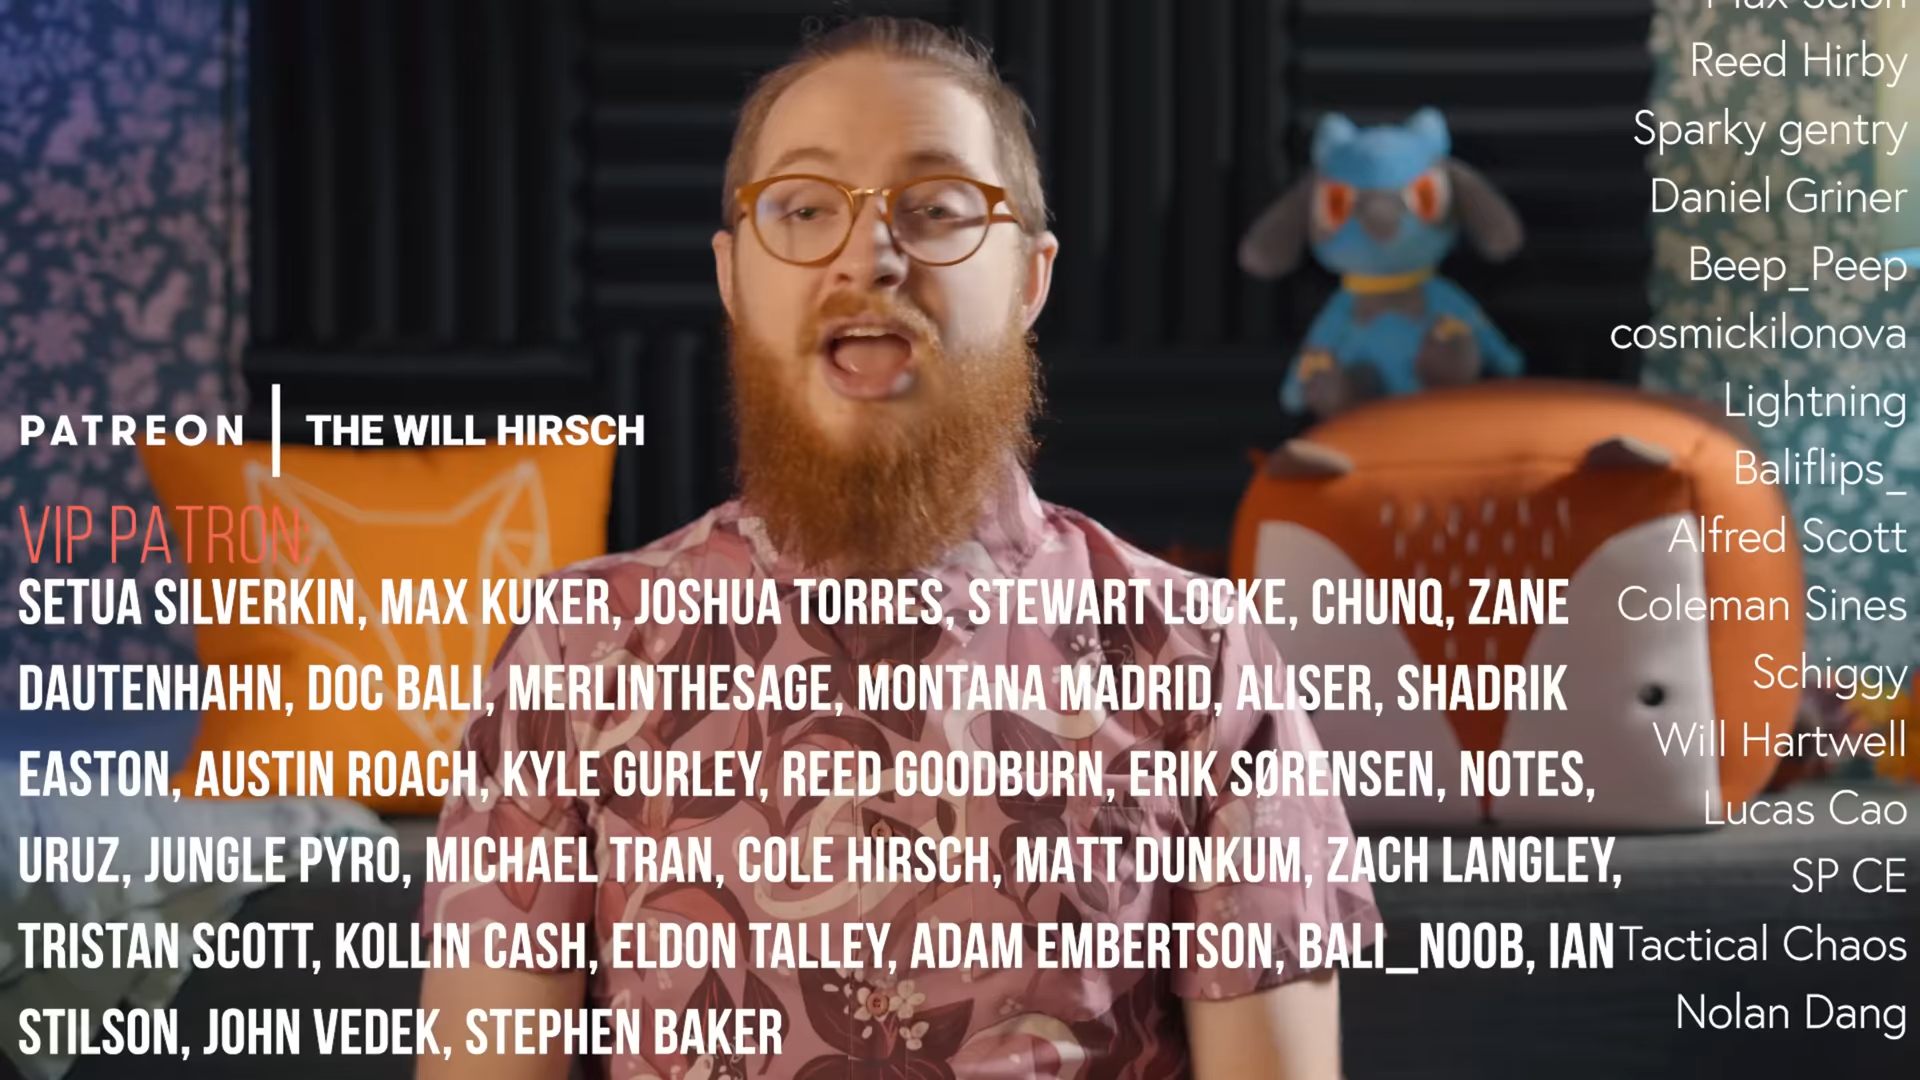 PATREON | THE WILL HIRSCH
VIP PATRON:
SETUA SILVERKIN, MAX KUKER, JOSHUA TORRES, STEWART LOCKE, CHUNQ, ZANE
DAUTENHAHN, DOC BALI, MERLINTHESAGE, MONTANA MADRID, ALISER, SHADRIK
EASTON, AUSTIN ROACH, KYLE GURLEY, REED GOODBURN, ERIK SØRENSEN, NOTES,
URUZ, JUNGLE PYRO, MICHAEL TRAN, COLE HIRSCH, MATT DUNKUM, ZACH LANGLEY,
TRISTAN SCOTT, KOLLIN CASH, ELDON TALLEY, ADAM EMBERTSON, BALI_NOOB, IAN
STILSON, JOHN VEDEK, STEPHEN BAKER
Reed Hirby
Sparky gentry
Daniel Griner
Beep_Peep
cosmickilonova
Lightning
Baliflips_
Alfred Scott
Coleman Sines
Schiggy
Will Hartwell
Lucas Cao
SP CE
Tactical Chaos
Nolan Dang